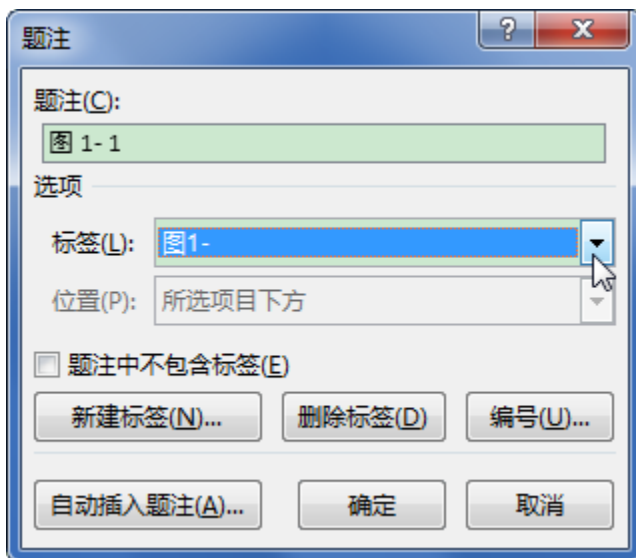 题注
题注(C):
图 1- 1
选项
标签(L): 图1-
位置(P): 所选项目下方
题注中不包含标签(E)
新建标签(N)... 删除标签(D) 编号(U)...
自动插入题注(A)... 确定 取消